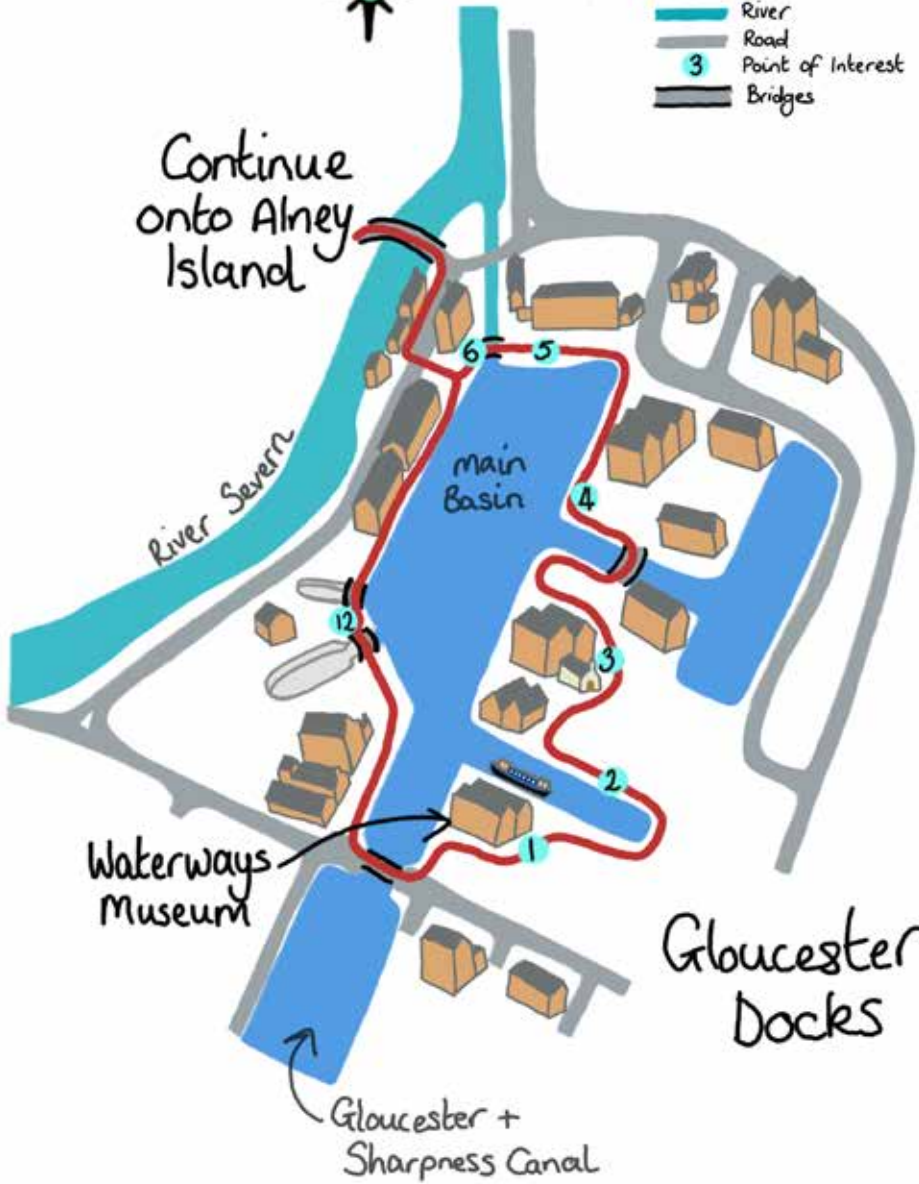 River
Road
3 Point of Interest
Bridges
Continue
onto Alney
Island
6
5
Main
Basin
4
River Severn
12
3
2
1
Waterways
Museum
Gloucester
Docks
Gloucester +
Sharpness Canal